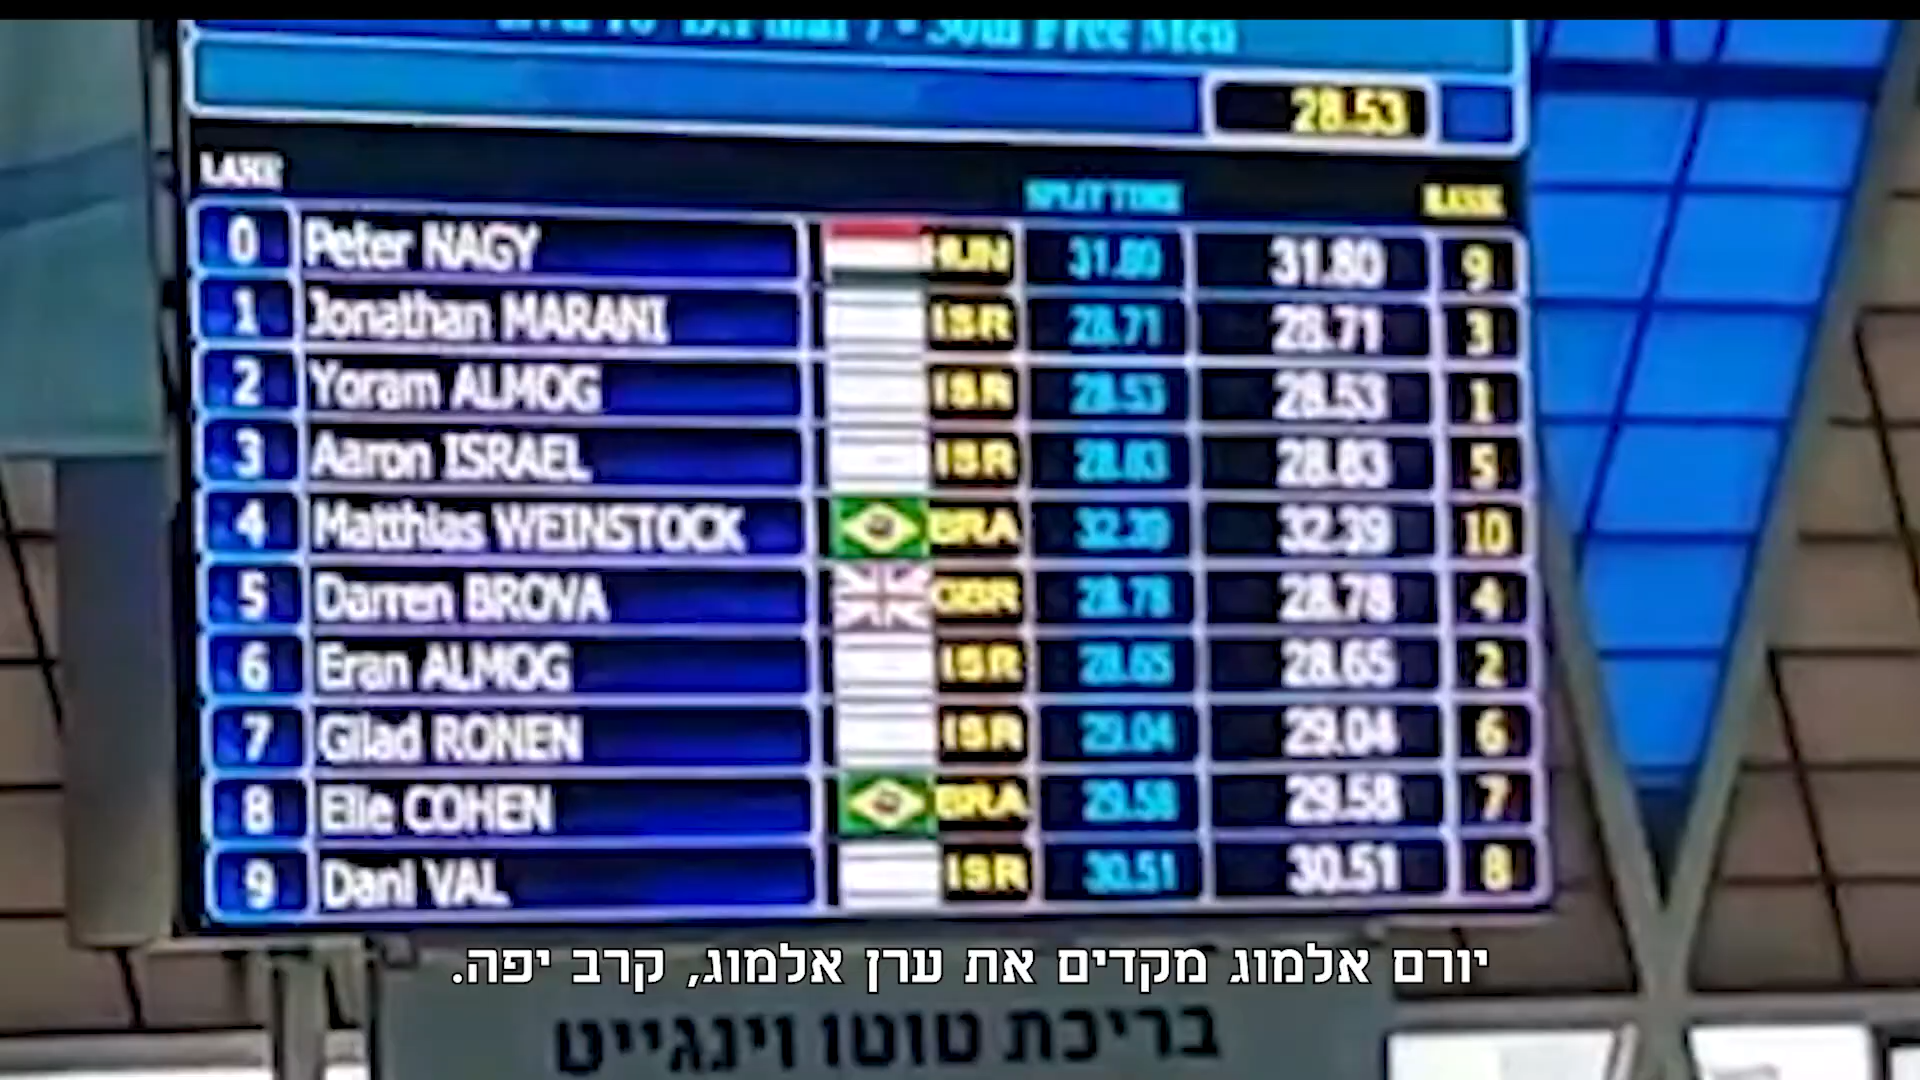 50m Free Men
28.53
LANE SPLIT TIME RANK
0 Peter NAGY HUN 31.80 31.80 9
1 Jonathan MARANI ISR 28.71 28.71 3
2 Yoram ALMOG ISR 28.53 28.53 1
3 Aaron ISRAEL ISR 28.83 28.83 5
4 Matthias WEINSTOCK BRA 32.39 32.39 10
5 Darren BROVA GBR 28.78 28.78 4
6 Eran ALMOG ISR 28.65 28.65 2
7 Gilad RONEN ISR 29.04 29.04 6
8 Elie COHEN BRA 29.58 29.58 7
9 Dani VAL ISR 30.51 30.51 8
יורם אלמוג מקדים את ערן אלמוג, קרב יפה.
בריכת טוטו וינגייט